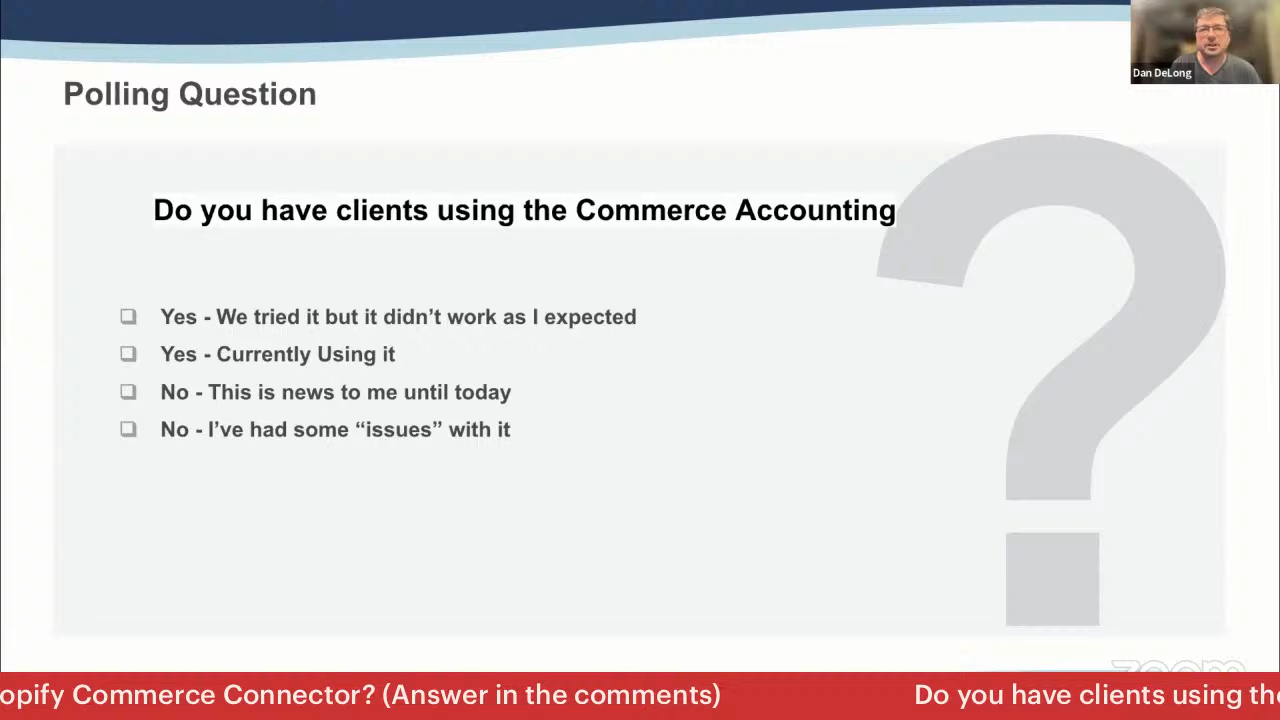 Dan DeLong
Polling Question
Do you have clients using the Commerce Accounting
Yes - We tried it but it didn’t work as I expected
Yes - Currently Using it
No - This is news to me until today
No - I’ve had some “issues” with it
zoom
opify Commerce Connector? (Answer in the comments) Do you have clients using the